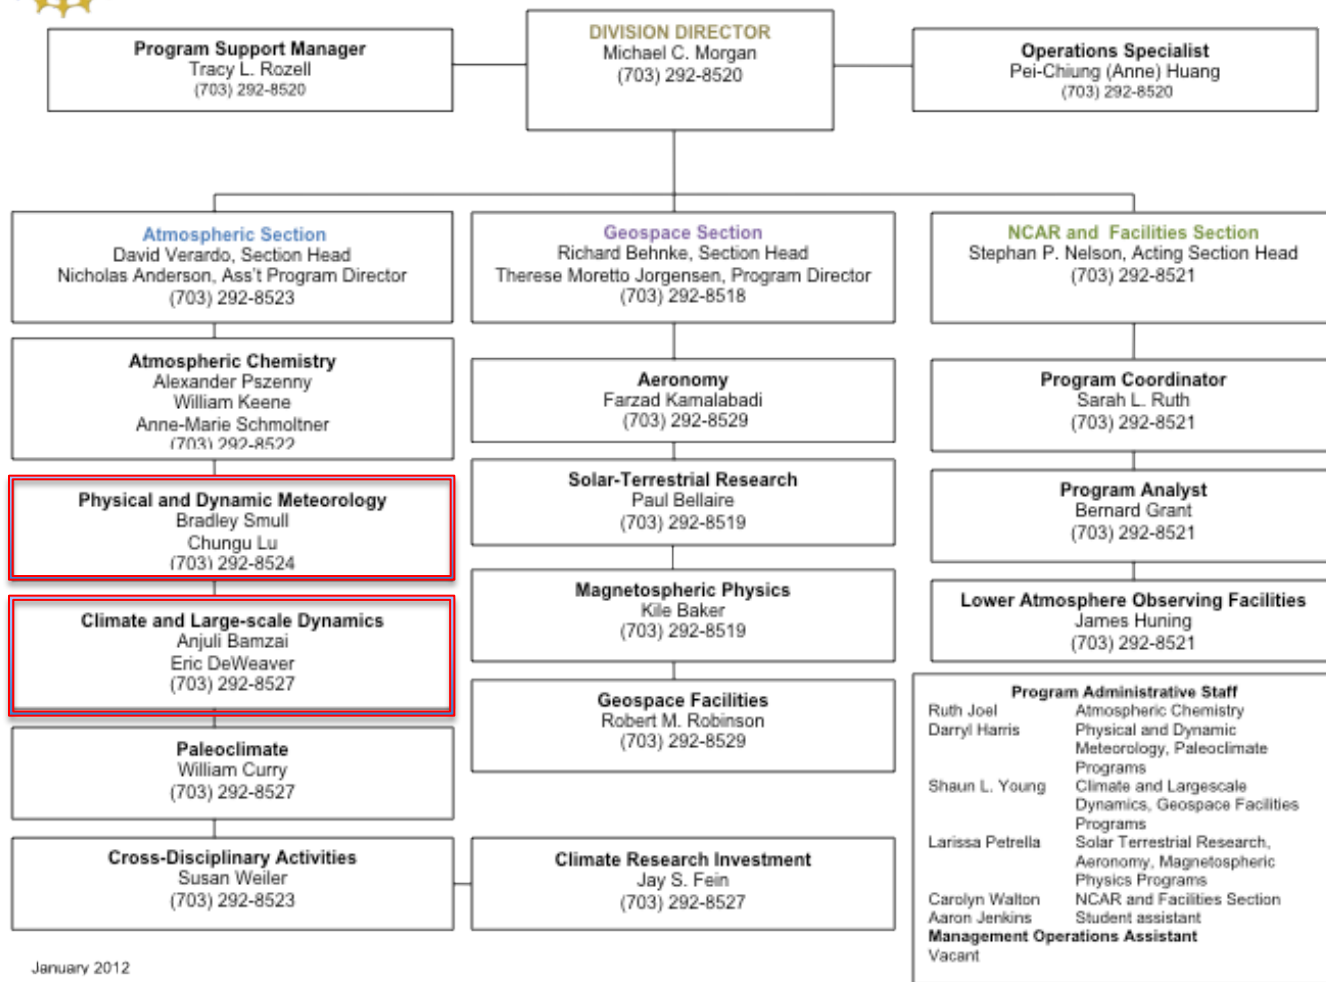 DIVISION DIRECTOR
Michael C. Morgan
(703) 292-8520
Program Support Manager
Tracy L. Rozell
(703) 292-8520
Operations Specialist
Pei-Chiung (Anne) Huang
(703) 292-8520
Atmospheric Section
David Verardo, Section Head
Nicholas Anderson, Ass't Program Director
(703) 292-8523
Geospace Section
Richard Behnke, Section Head
Therese Moretto Jorgensen, Program Director
(703) 292-8518
NCAR and Facilities Section
Stephan P. Nelson, Acting Section Head
(703) 292-8521
Atmospheric Chemistry
Alexander Pszenny
William Keene
Anne-Marie Schmoltner
(703) 292-8522
Aeronomy
Farzad Kamalabadi
(703) 292-8529
Program Coordinator
Sarah L. Ruth
(703) 292-8521
Physical and Dynamic Meteorology
Bradley Smull
Chungu Lu
(703) 292-8524
Solar-Terrestrial Research
Paul Bellaire
(703) 292-8519
Program Analyst
Bernard Grant
(703) 292-8521
Climate and Large-scale Dynamics
Anjuli Bamzai
Eric DeWeaver
(703) 292-8527
Magnetospheric Physics
Kile Baker
(703) 292-8519
Lower Atmosphere Observing Facilities
James Huning
(703) 292-8521
Paleoclimate
William Curry
(703) 292-8527
Geospace Facilities
Robert M. Robinson
(703) 292-8529
Cross-Disciplinary Activities
Susan Weiler
(703) 292-8523
Climate Research Investment
Jay S. Fein
(703) 292-8527
Program Administrative Staff
Ruth Joel Atmospheric Chemistry
Darryl Harris Physical and Dynamic
Meteorology, Paleoclimate
Programs
Shaun L. Young Climate and Largescale
Dynamics, Geospace Facilities
Programs
Larissa Petrella Solar Terrestrial Research,
Aeronomy, Magnetospheric
Physics Programs
Carolyn Walton NCAR and Facilities Section
Aaron Jenkins Student assistant
Management Operations Assistant
Vacant
January 2012